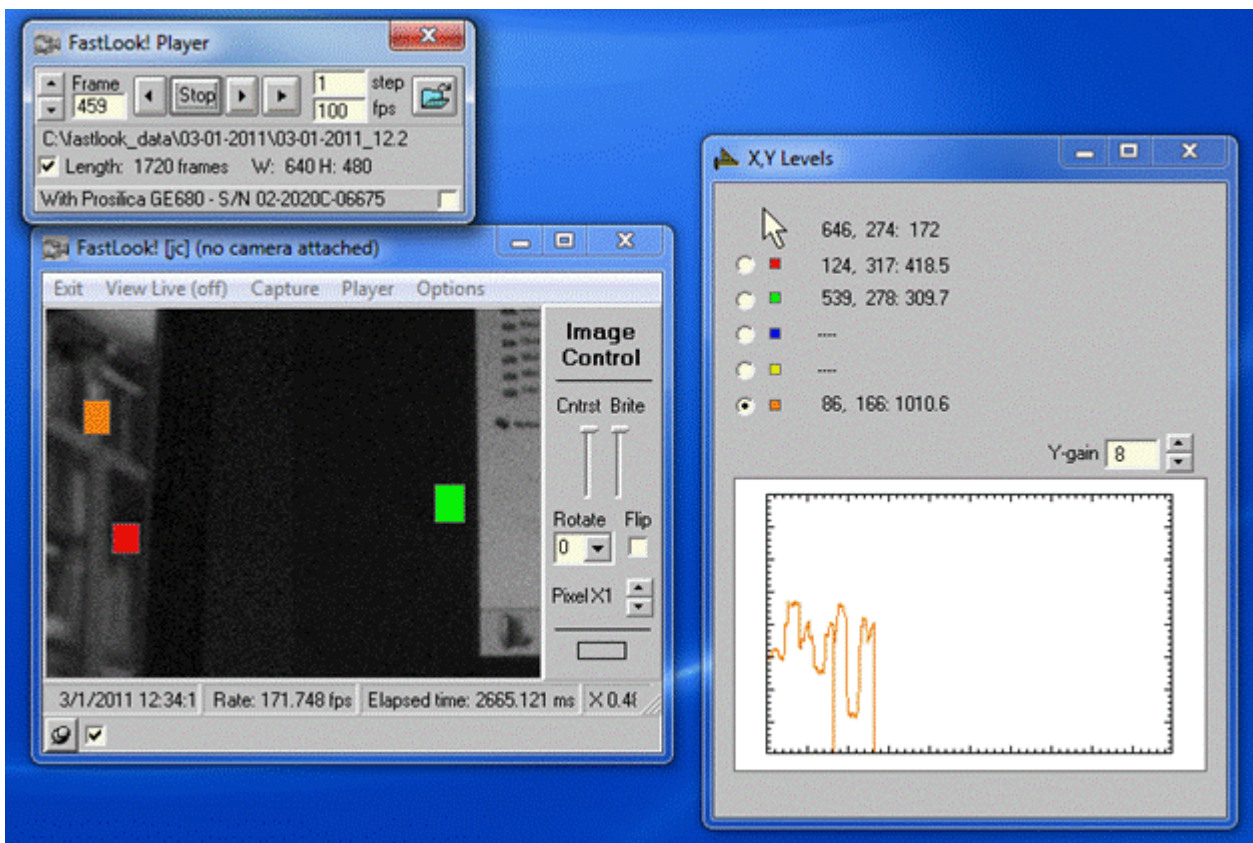 FastLook! Player
Frame
459
Stop
1 step
100 fps
C:\fastlook_data\03-01-2011\03-01-2011_12.2
Length: 1720 frames W: 640 H: 480
With Prosilica GE680 - S/N 02-2020C-06675
FastLook! [jc] (no camera attached)
Exit View Live (off) Capture Player Options
Image
Control
Cntrst Brite
Rotate Flip
0
Pixel X1
3/1/2011 12:34:1 Rate: 171.748 fps Elapsed time: 2665.121 ms X 0.48
X,Y Levels
646, 274: 172
124, 317: 418.5
539, 278: 309.7
----
----
86, 166: 1010.6
Y-gain 8